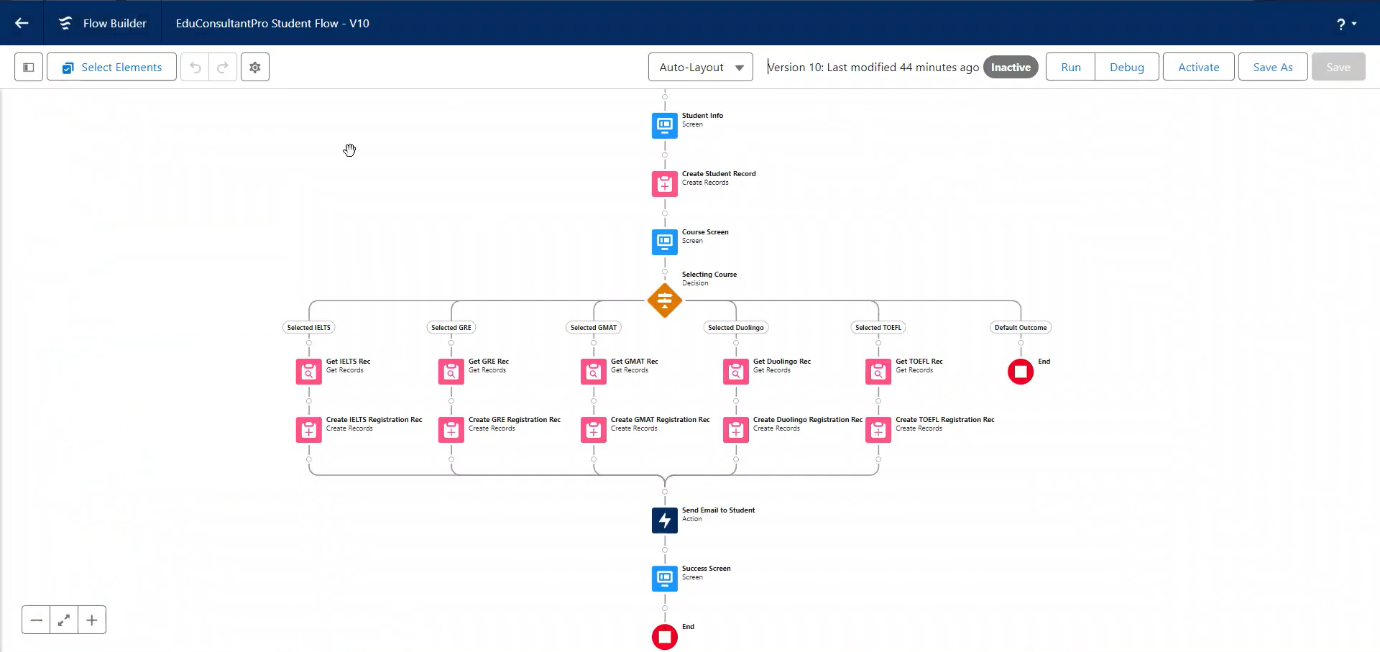 Flow Builder
EduConsultantPro Student Flow - V10
?
Select Elements
Auto-Layout
Version 10: Last modified 44 minutes ago
Inactive
Run
Debug
Activate
Save As
Save
Student Info
Screen
Create Student Record
Create Records
Course Screen
Screen
Selecting Course
Decision
Selected IELTS
Selected GRE
Selected GMAT
Selected Duolingo
Selected TOEFL
Default Outcome
Get IELTS Rec
Get Records
Get GRE Rec
Get Records
Get GMAT Rec
Get Records
Get Duolingo Rec
Get Records
Get TOEFL Rec
Get Records
End
Create IELTS Registration Rec
Create Records
Create GRE Registration Rec
Create Records
Create GMAT Registration Rec
Create Records
Create Duolingo Registration Rec
Create Records
Create TOEFL Registration Rec
Create Records
Send Email to Student
Action
Success Screen
Screen
End